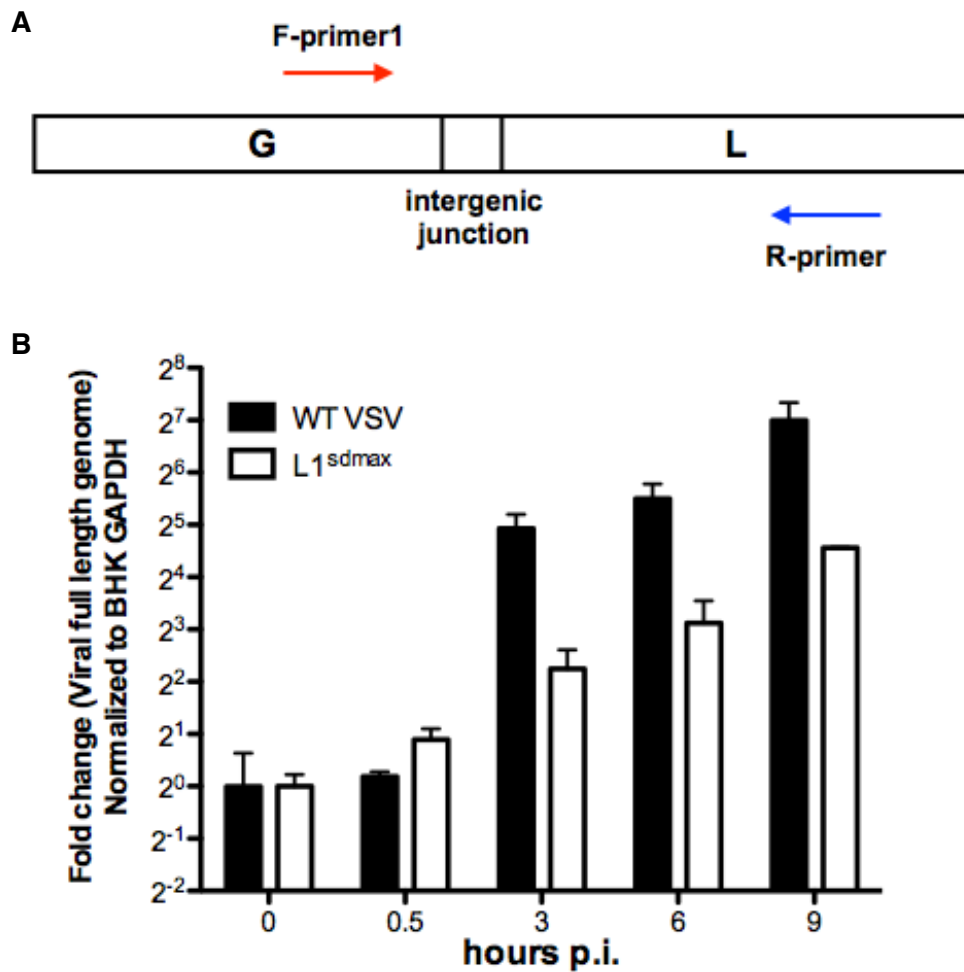 A
F-primer1
G
L
intergenic
junction
R-primer
B
Fold change (Viral full length genome)
Normalized to BHK GAPDH
2^8
2^7
2^6
2^5
2^4
2^3
2^2
2^1
2^0
2^-1
2^-2
WT VSV
L1^sdmax
0 0.5 3 6 9
hours p.i.